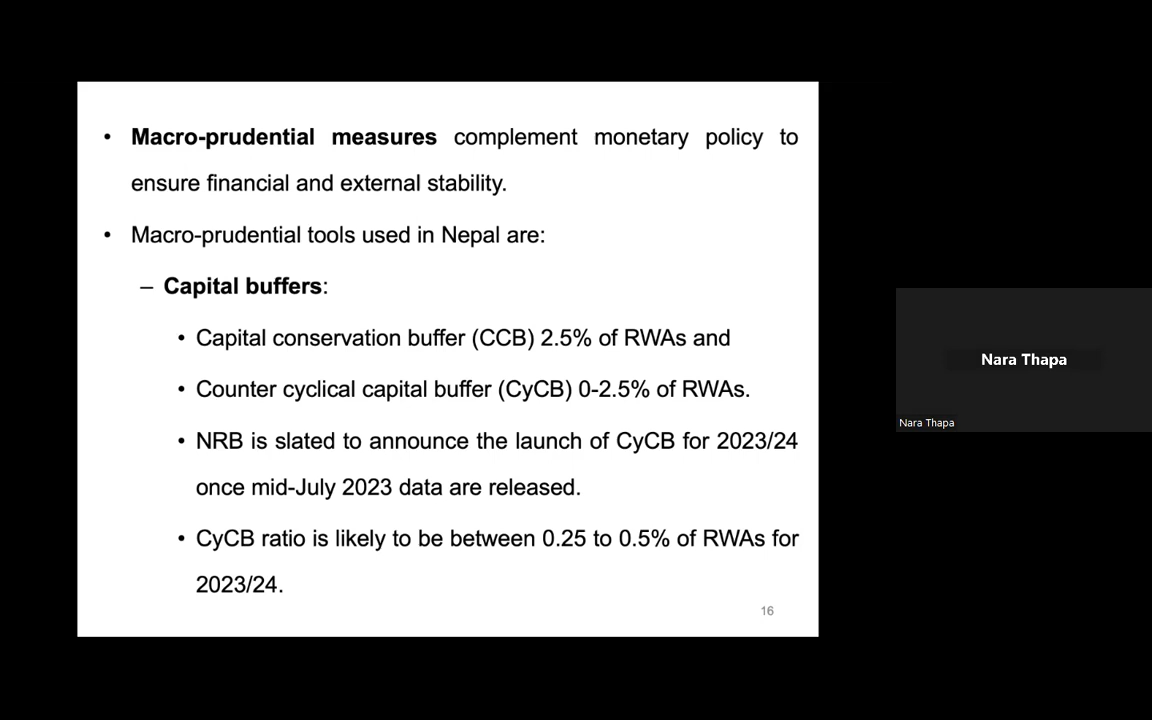 • Macro-prudential measures complement monetary policy to
ensure financial and external stability.
• Macro-prudential tools used in Nepal are:
– Capital buffers:
• Capital conservation buffer (CCB) 2.5% of RWAs and
• Counter cyclical capital buffer (CyCB) 0-2.5% of RWAs.
• NRB is slated to announce the launch of CyCB for 2023/24
once mid-July 2023 data are released.
• CyCB ratio is likely to be between 0.25 to 0.5% of RWAs for
2023/24.
16
Nara Thapa
Nara Thapa